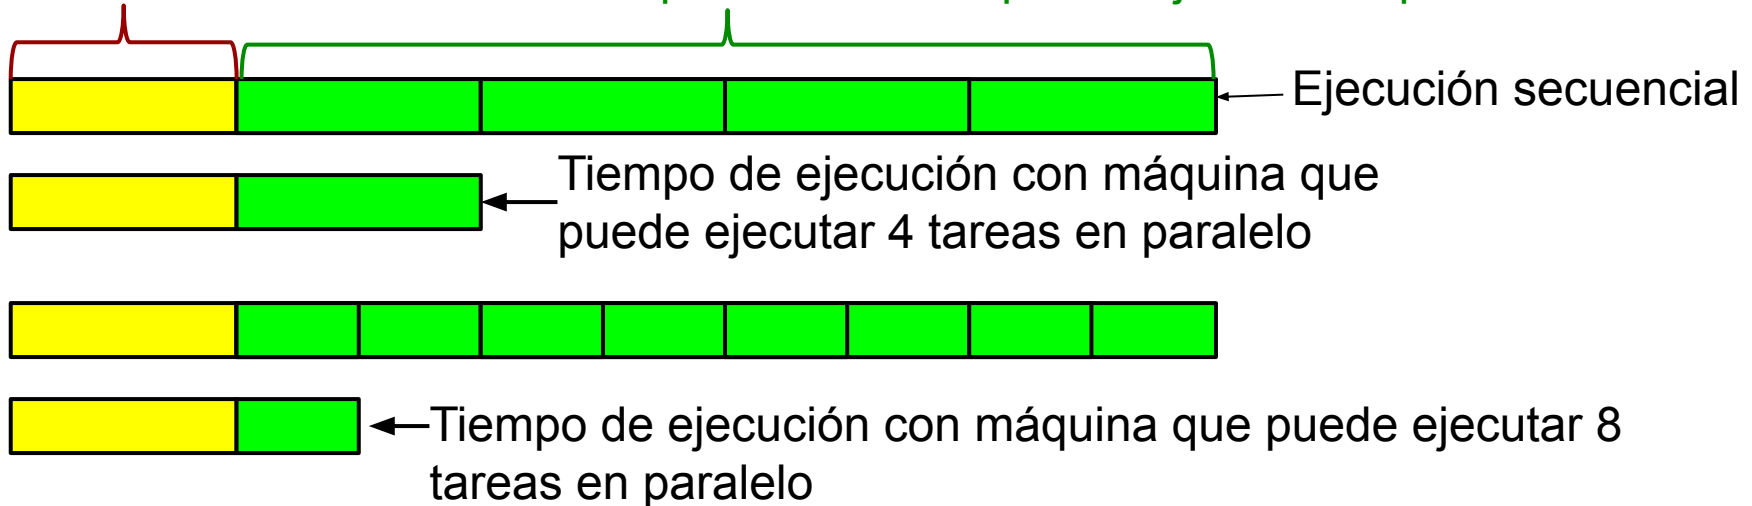 Ejecución secuencial
Tiempo de ejecución con máquina que
puede ejecutar 4 tareas en paralelo
Tiempo de ejecución con máquina que puede ejecutar 8
tareas en paralelo